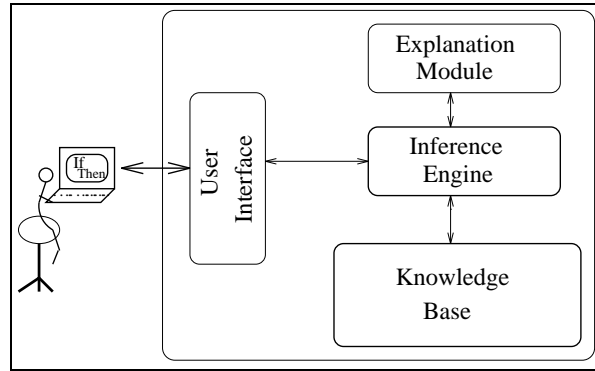 If
Then
User
Interface
Explanation
Module
Inference
Engine
Knowledge
Base